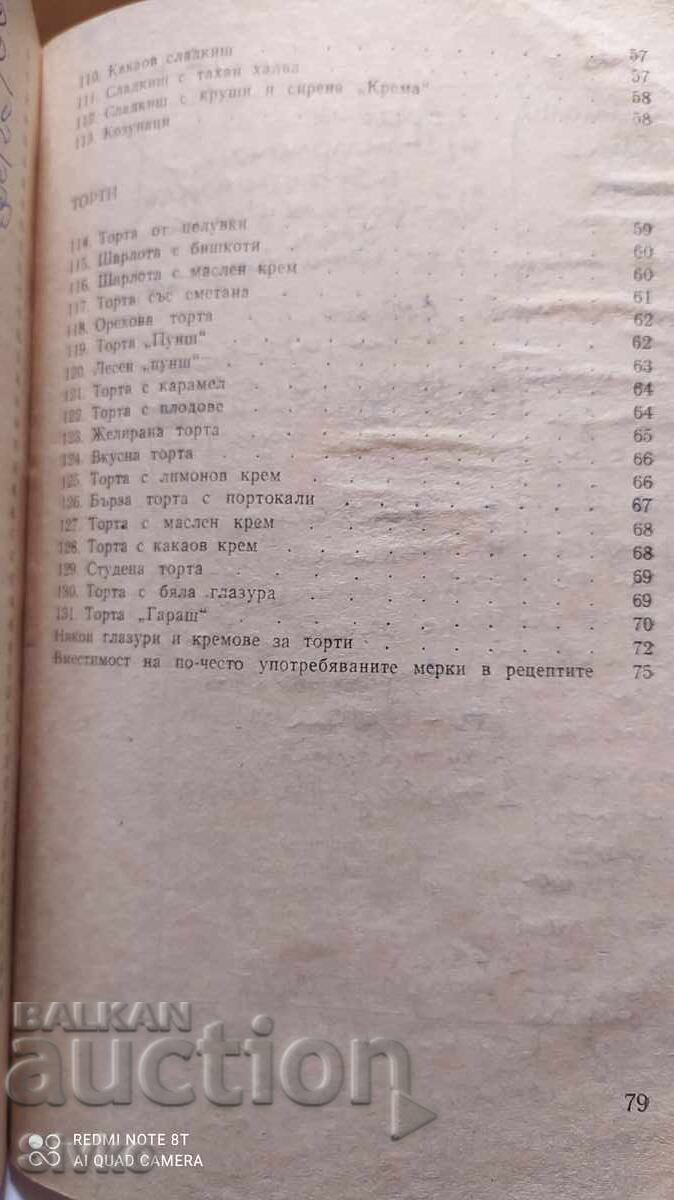 110. Какаов сладкиш 57
111. Сладкиш с тахан халва 57
112. Сладкиш с круши и сирена „Крема“ 58
113. Козунаци 58
ТОРТИ
114. Торта от целувки 59
115. Шарлота с бишкоти 60
116. Шарлота с маслен крем 60
117. Торта със сметана 61
118. Орехова торта 62
119. Торта „Пунш“ 62
120. Лесен „пунш“ 63
121. Торта с карамел 64
122. Торта с плодове 64
123. Желирана торта 65
124. Вкусна торта 66
125. Торта с лимонов крем 66
126. Бърза торта с портокали 67
127. Торта с маслен крем 68
128. Торта с какаов крем 68
129. Студена торта 69
130. Торта с бяла глазура 69
131. Торта „Гараш“ 70
Някои глазури и кремове за торти 72
Вместимост на по-често употребяваните мерки в рецептите 75
BALKAN
auction
79
REDMI NOTE 8T
AI QUAD CAMERA